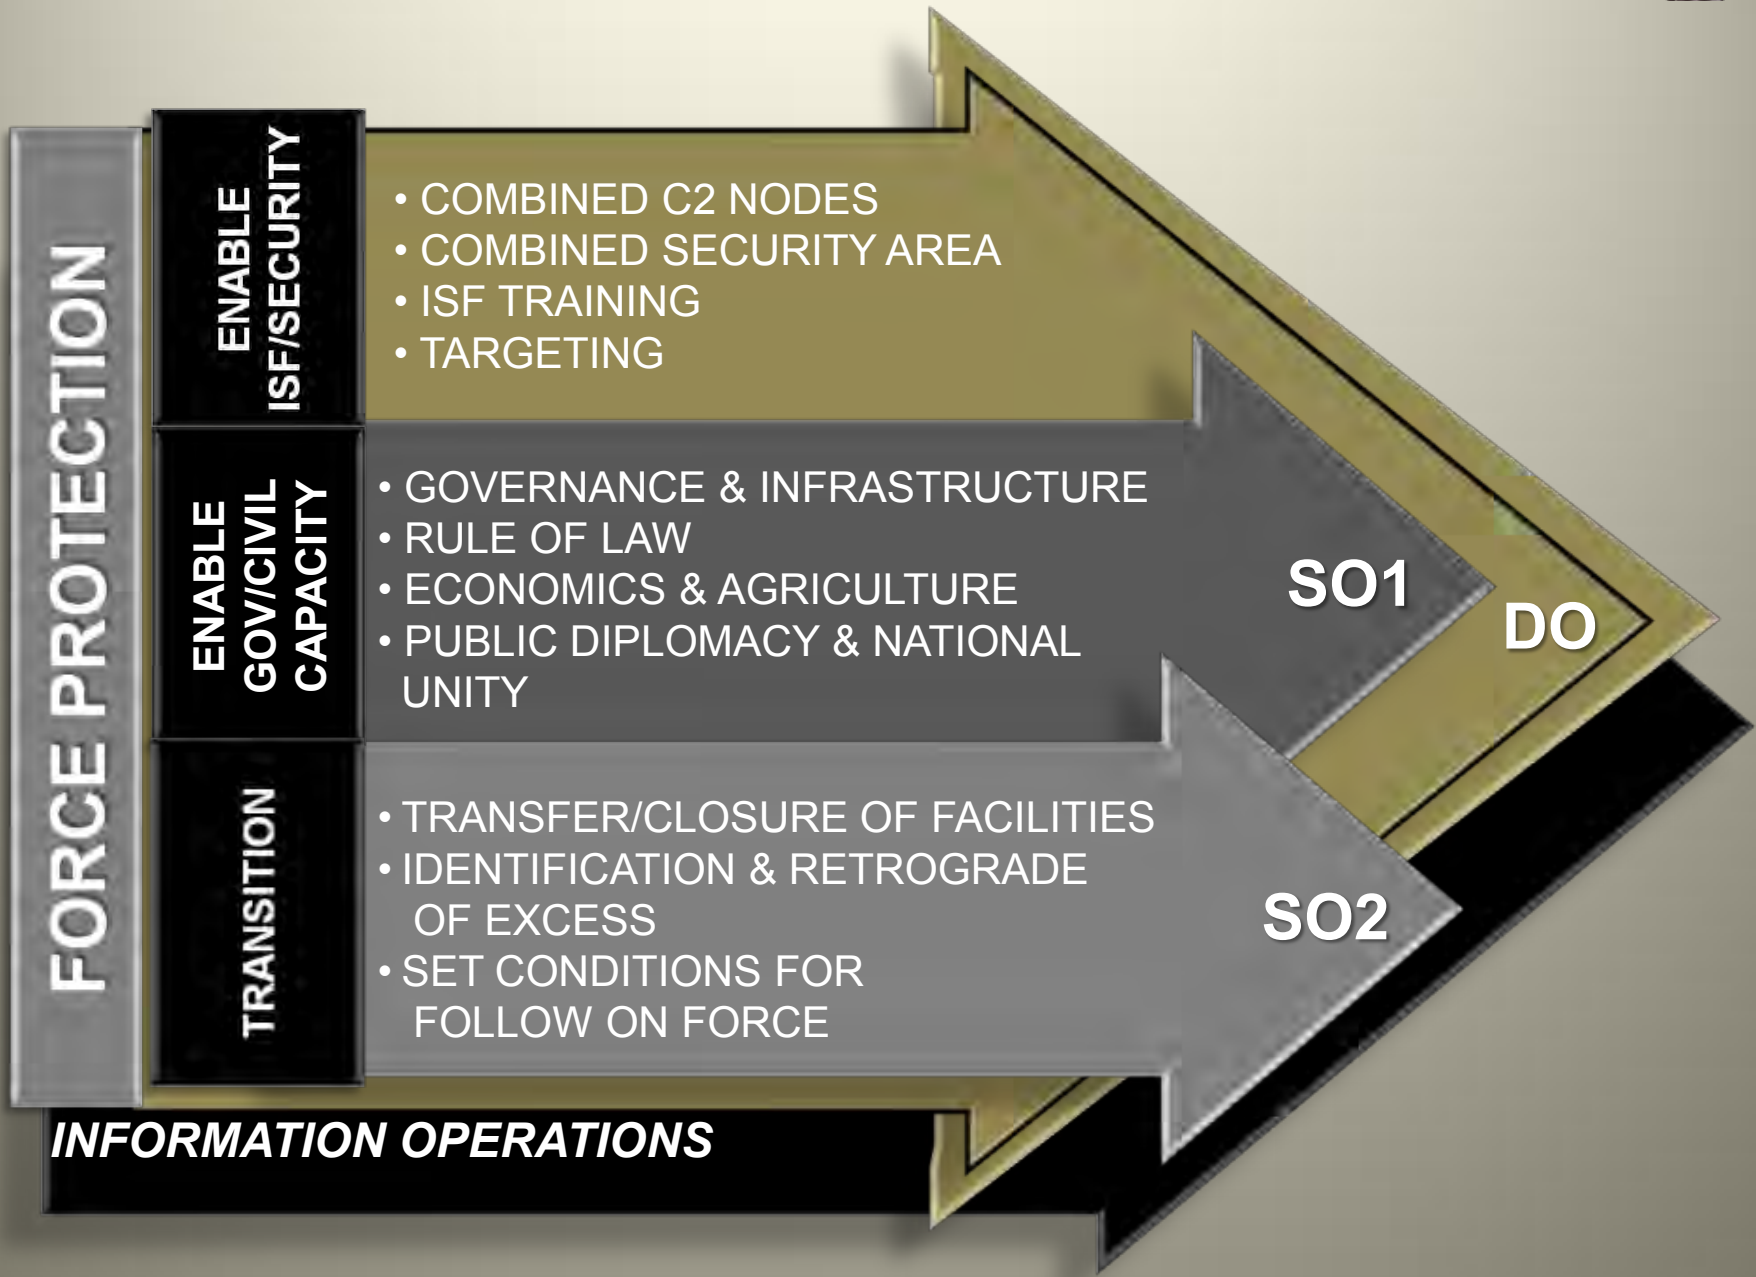 FORCE PROTECTION
ENABLE
ISF/SECURITY
• COMBINED C2 NODES
• COMBINED SECURITY AREA
• ISF TRAINING
• TARGETING
ENABLE
GOV/CIVIL
CAPACITY
• GOVERNANCE & INFRASTRUCTURE
• RULE OF LAW
• ECONOMICS & AGRICULTURE
• PUBLIC DIPLOMACY & NATIONAL
UNITY
SO1
DO
TRANSITION
• TRANSFER/CLOSURE OF FACILITIES
• IDENTIFICATION & RETROGRADE
OF EXCESS
• SET CONDITIONS FOR
FOLLOW ON FORCE
SO2
INFORMATION OPERATIONS